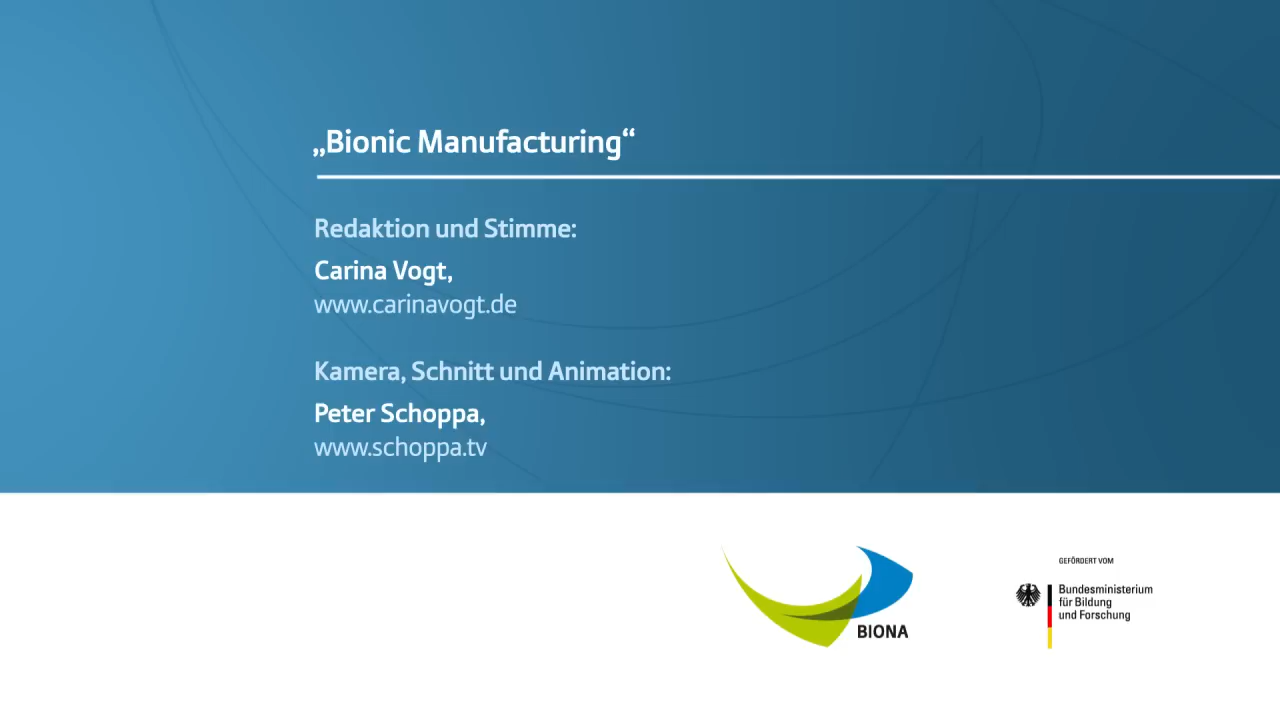 „Bionic Manufacturing“
Redaktion und Stimme:
Carina Vogt,
www.carinavogt.de
Kamera, Schnitt und Animation:
Peter Schoppa,
www.schoppa.tv
BIONA
GEFÖRDERT VOM
Bundesministerium
für Bildung
und Forschung